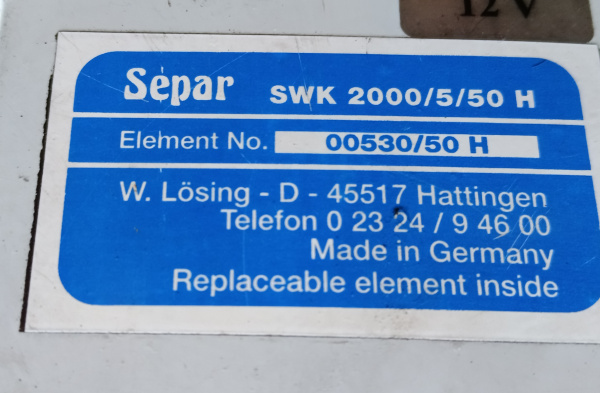 12V
Separ SWK 2000/5/50 H
Element No. 00530/50 H
W. Lösing - D - 45517 Hattingen
Telefon 0 23 24 / 9 46 00
Made in Germany
Replaceable element inside